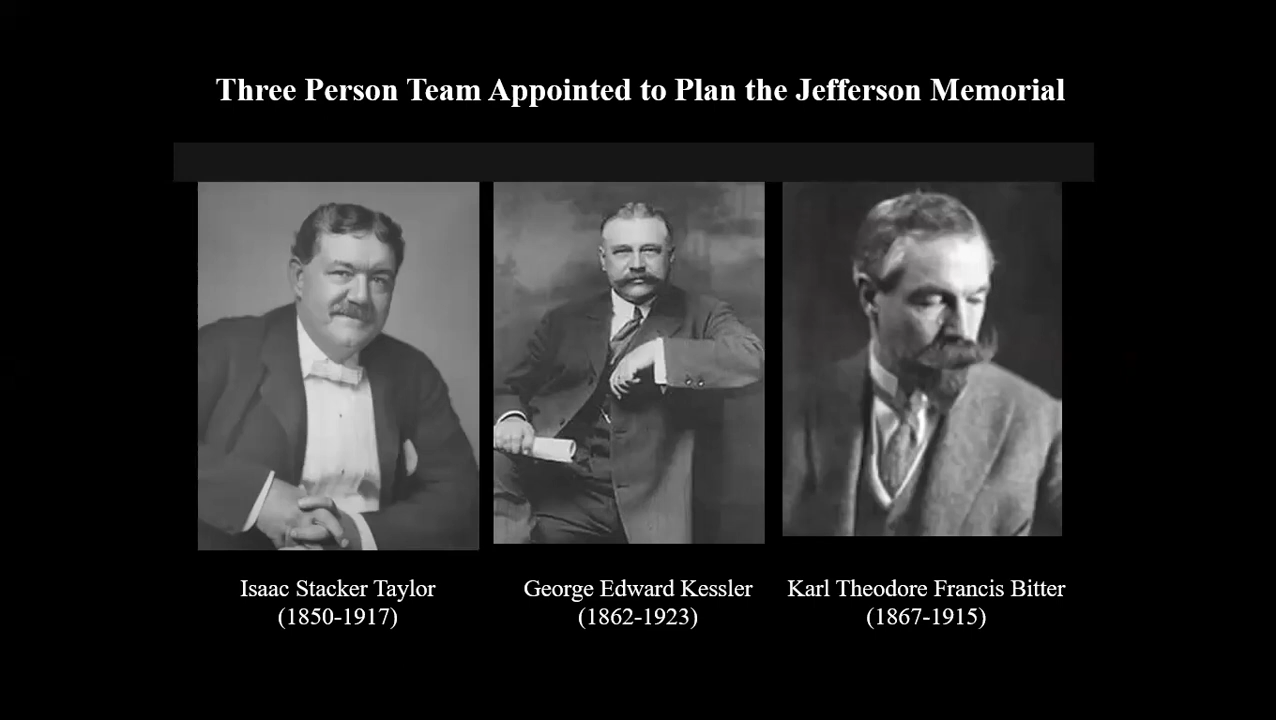 Three Person Team Appointed to Plan the Jefferson Memorial
Isaac Stacker Taylor
(1850-1917)
George Edward Kessler
(1862-1923)
Karl Theodore Francis Bitter
(1867-1915)